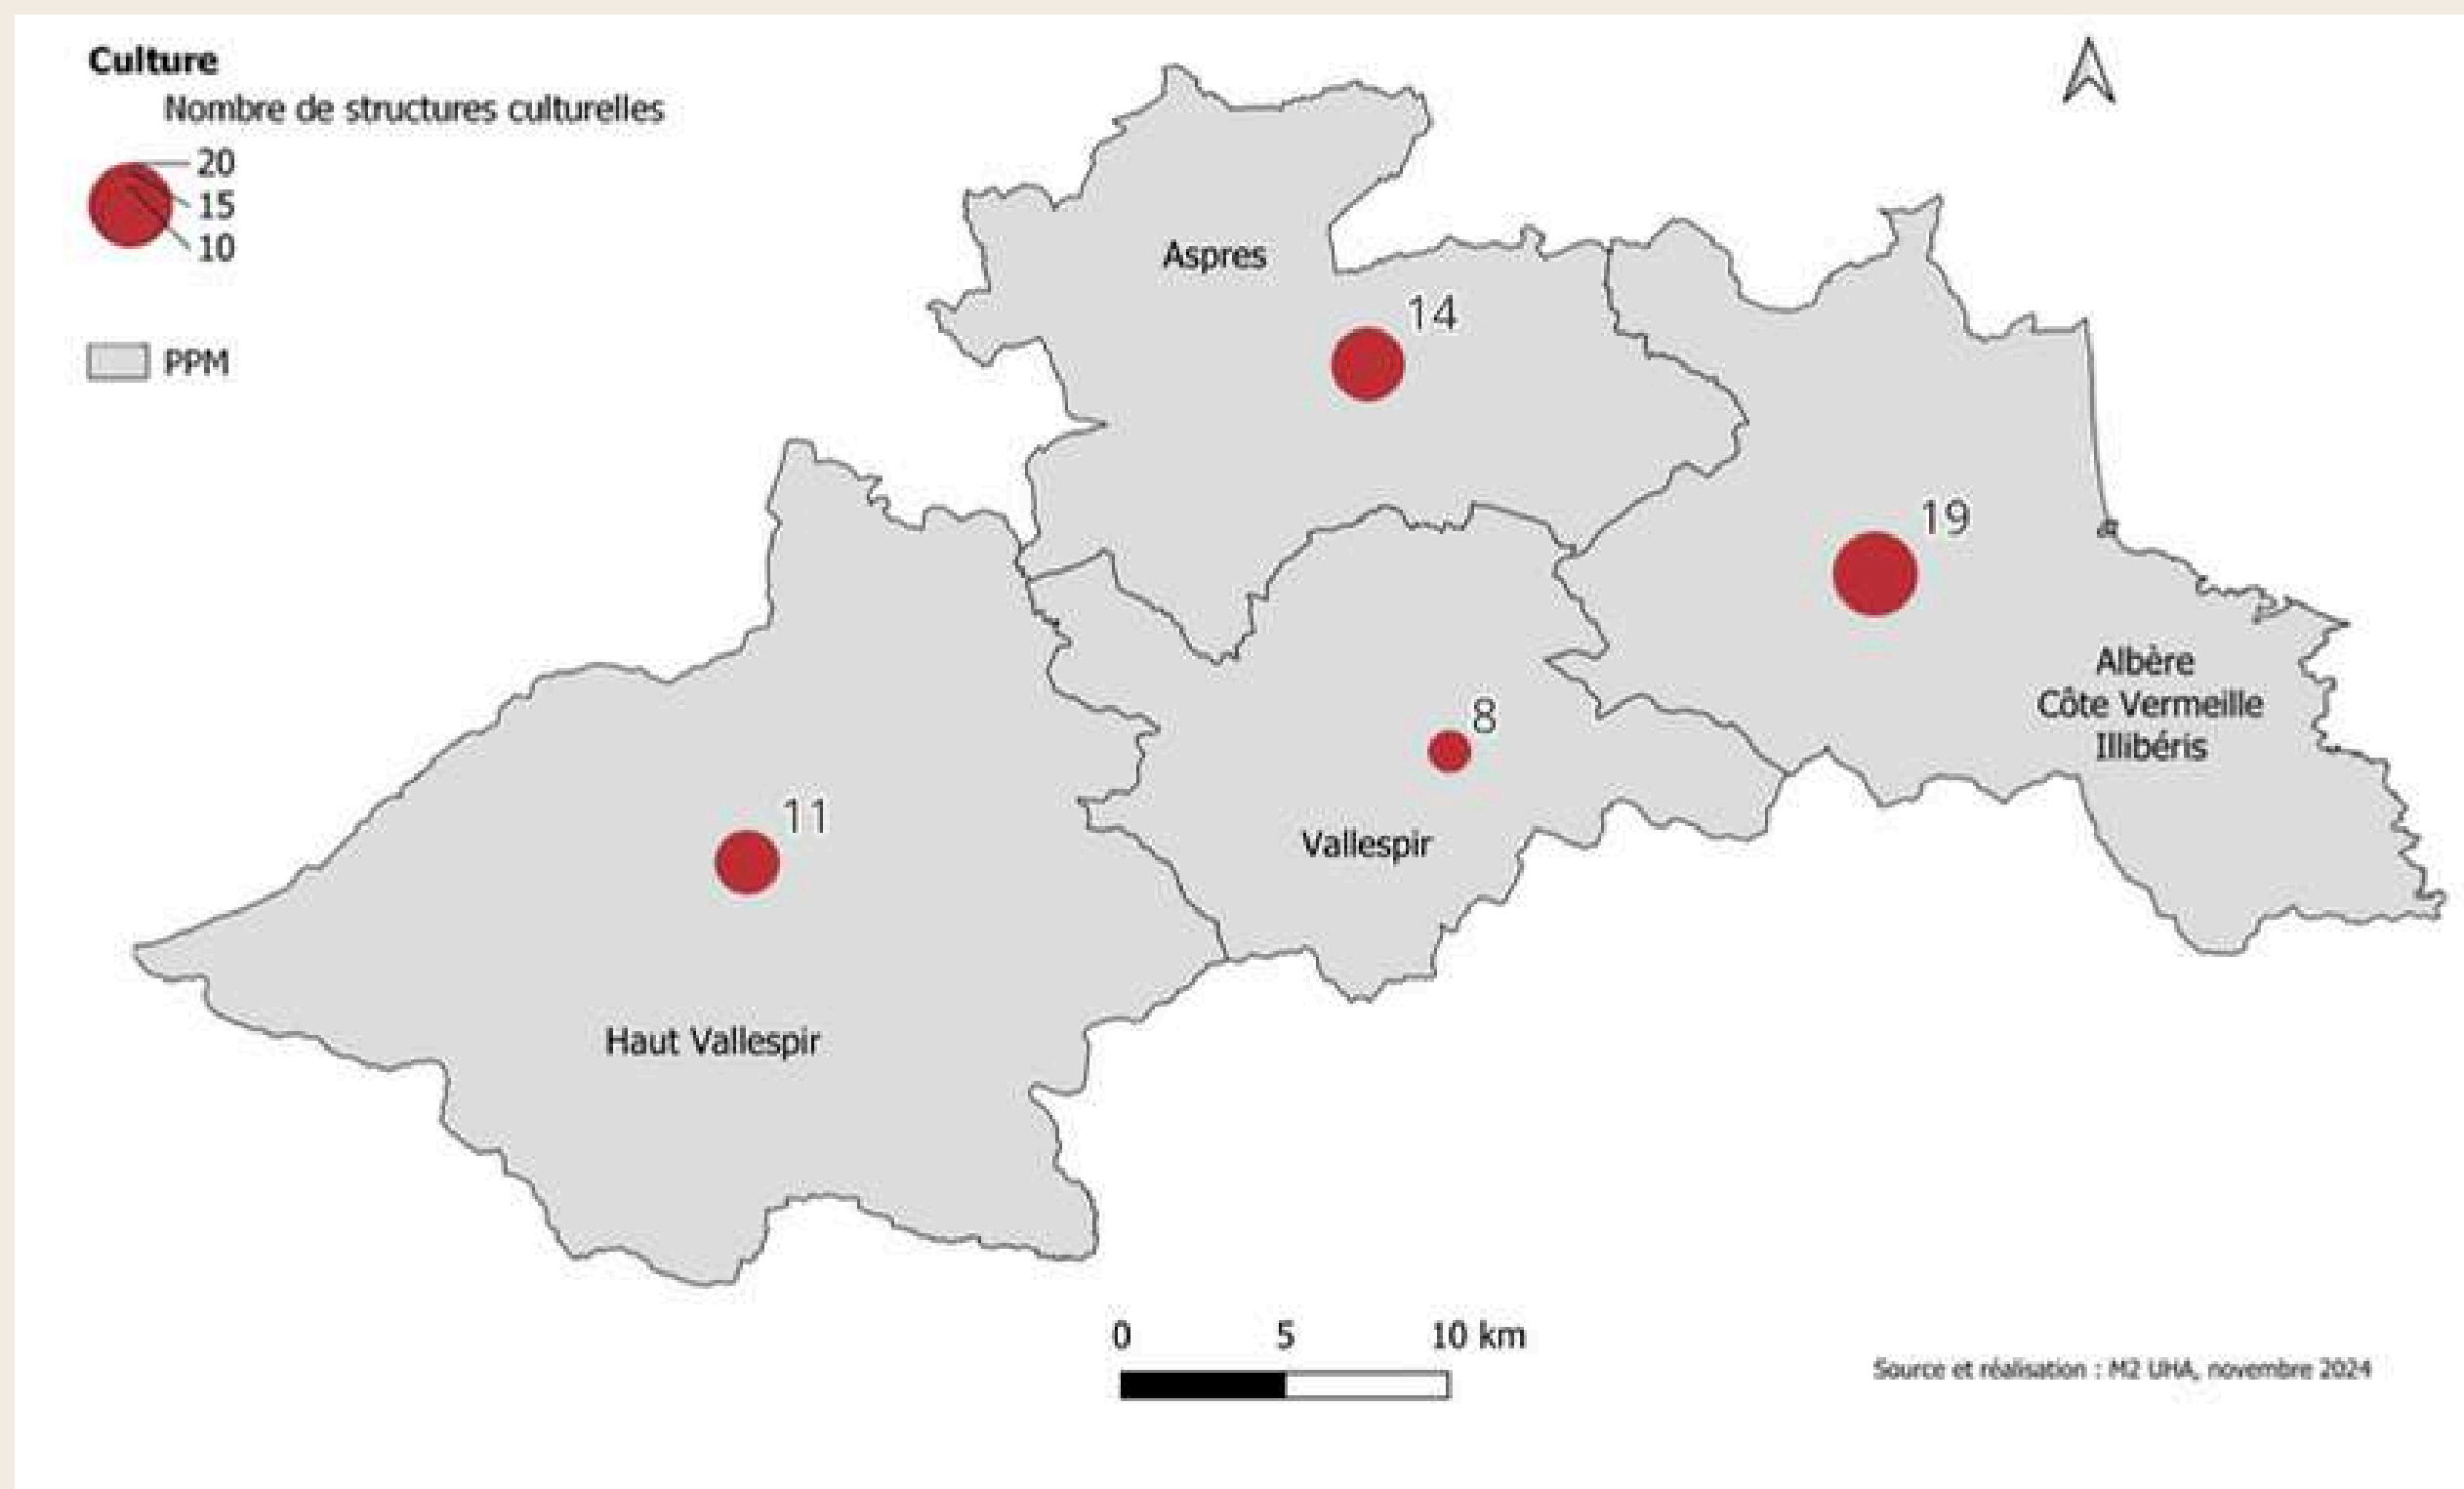 Culture
Nombre de structures culturelles
20
15
10
PPM
Aspres
14
19
Albère
Côte Vermeille
Illibéris
8
Vallespir
11
Haut Vallespir
0 5 10 km
Source et réalisation : M2 UHA, novembre 2024